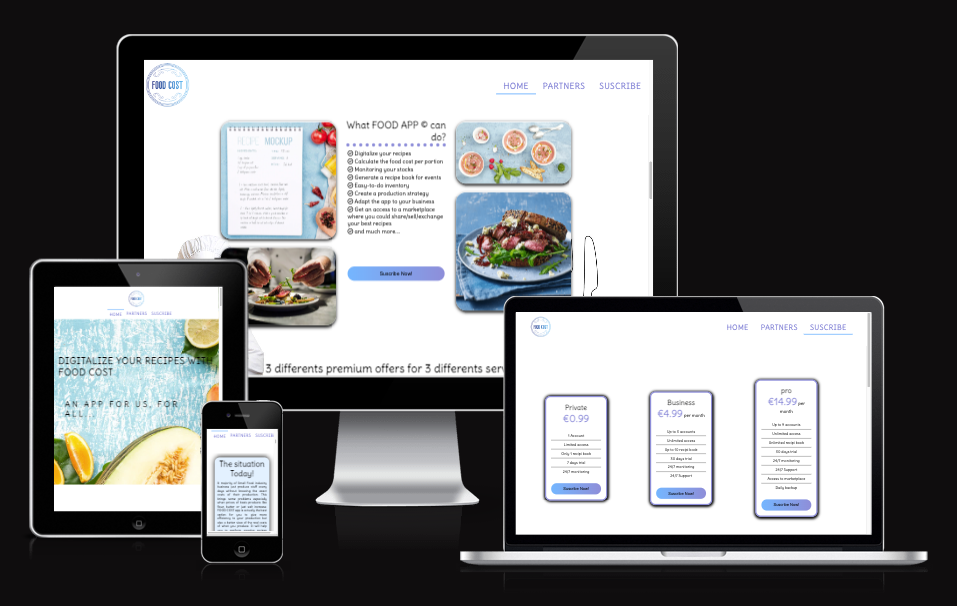 FOOD COST
HOME PARTNERS SUSCRIBE
RECIPE MOCKUP
What FOOD APP © can
do?
Digitalize your recipes
Calculate the food cost per portion
Monitoring your stocks
Generate a recipe book for events
Easy-to-do inventory
Create a production strategy
Adapt the app to your business
Get an access to a marketplace
where you could share/sell/exchange
your best recipes
and much more...
Suscribe Now!
3 differents premium offers for 3 differents serv
FOOD COST
HOME PARTNERS SUSCRIBE
DIGITALIZE YOUR RECIPES WITH
FOOD COST
AN APP FOR US, FOR
ALL...
HOME PARTNERS SUSCRIB
The situation
Today!
FOOD COST
HOME PARTNERS SUSCRIBE
Private
€0.99
1 Account
Limited access
Only 1 recipt book
7 days trial
24/7 monitoring
Suscribe Now!
Business
€4.99 per month
Up to 5 accounts
Unlimited access
Up to 10 recipt book
30 days trial
24/7 monitoring
24/7 Support
Suscribe Now!
pro
€14.99 per
month
Up to 9 accounts
Unlimited access
Unlimited recipt book
30 days trial
24/7 monitoring
24/7 Support
Access to marketplace
Daily backup
Suscribe Now!